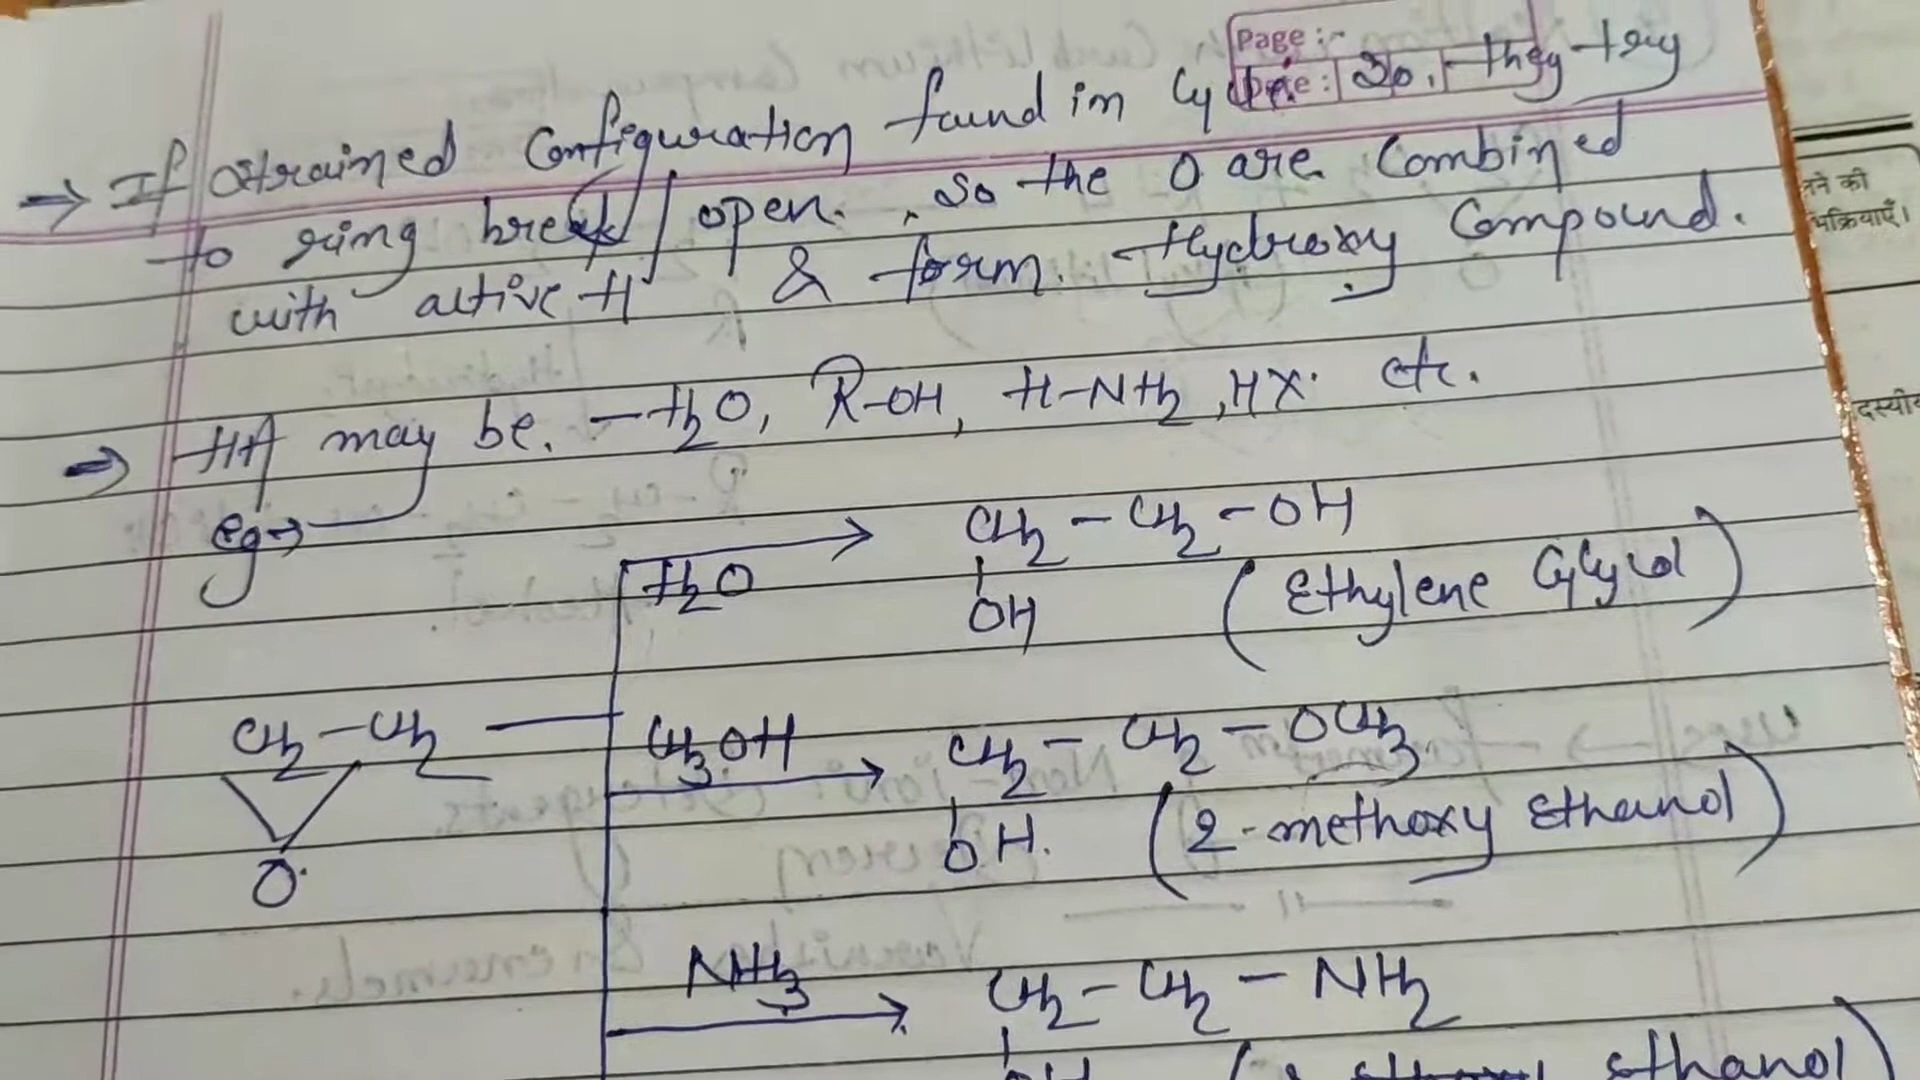 Page :-
Date :
→ If strained Configuration found in Cyclic. So, they try
to ring break/open. , so the O are Combined
with active H & form. Hydroxy Compound.
⇒ HA may be. - H2O, R-OH, H-NH2, HX. etc.
eg→
H2O → CH2 - CH2 - OH
OH (Ethylene Glycol)
CH2 - CH2
O
CH3OH → CH2 - CH2 - OCH3
OH. (2-methoxy Ethanol)
NH3 → CH2 - CH2 - NH2
OH ( Ethanol)
दस्यीय